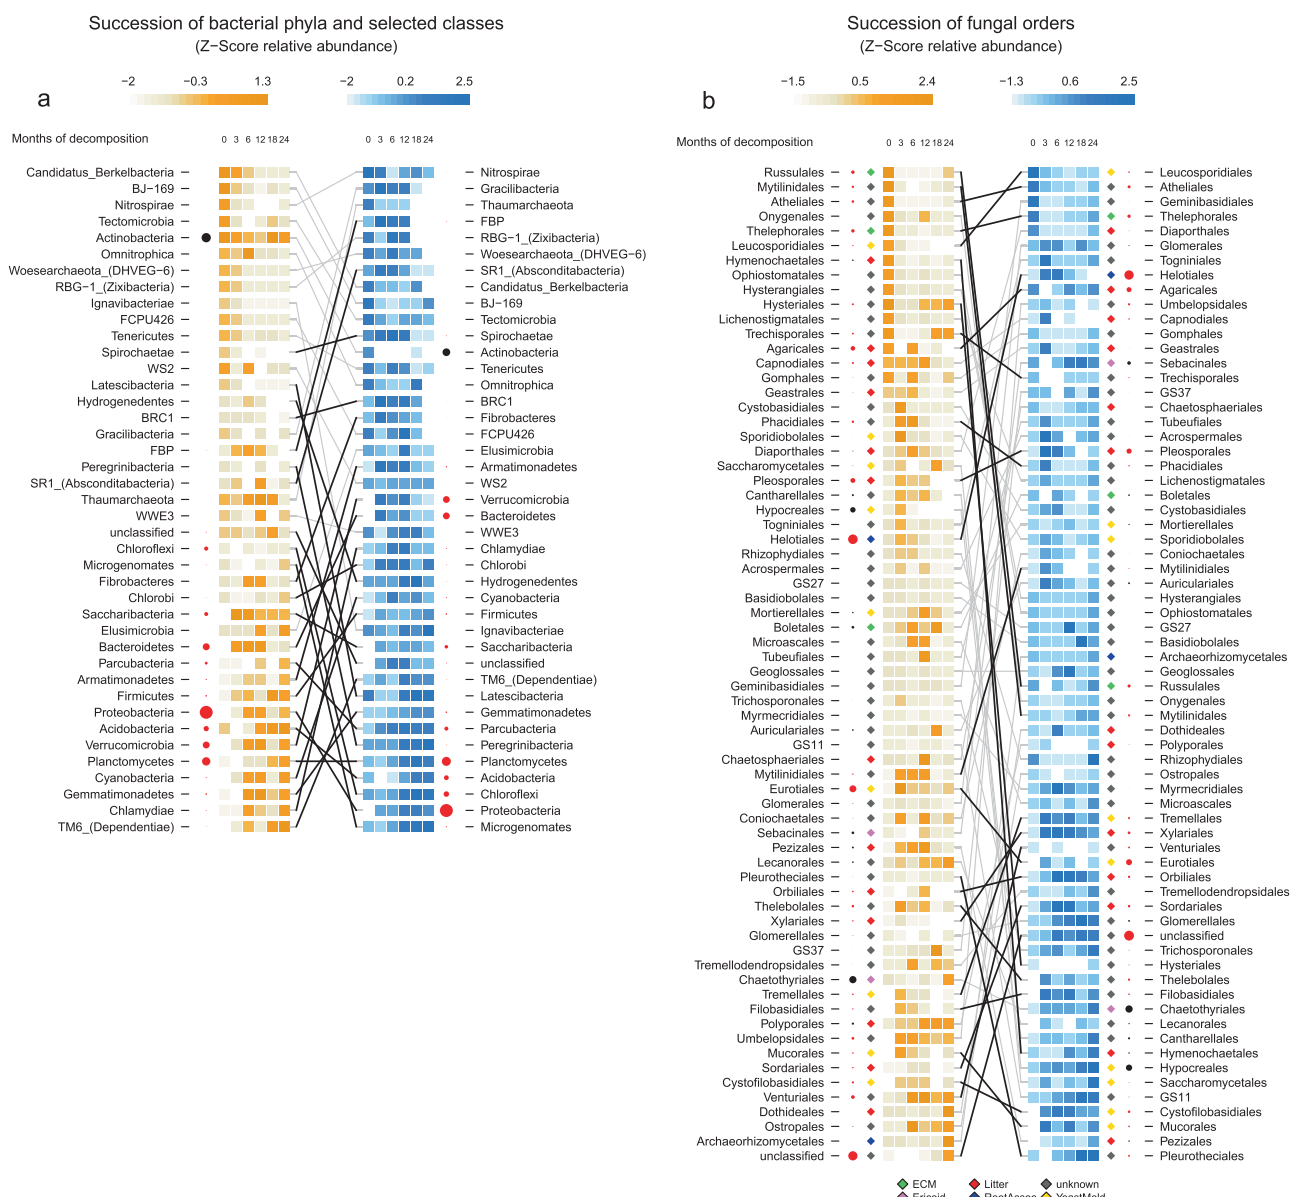 Succession of bacterial phyla and selected classes
(Z−Score relative abundance)
−2 −0.3 1.3
−2 0.2 2.5
a
Months of decomposition 0 3 6 12 18 24
0 3 6 12 18 24
Candidatus_Berkelbacteria Nitrospirae
BJ−169 Gracilibacteria
Nitrospirae Thaumarchaeota
Tectomicrobia FBP
Actinobacteria RBG−1_(Zixibacteria)
Omnitrophica Woesearchaeota_(DHVEG−6)
Woesearchaeota_(DHVEG−6) SR1_(Absconditabacteria)
RBG−1_(Zixibacteria) Candidatus_Berkelbacteria
Ignavibacteriae BJ−169
FCPU426 Tectomicrobia
Tenericutes Spirochaetae
Spirochaetae Actinobacteria
WS2 Tenericutes
Latescibacteria Omnitrophica
Hydrogenedentes BRC1
BRC1 Fibrobacteres
Gracilibacteria FCPU426
FBP Elusimicrobia
Peregrinibacteria Armatimonadetes
SR1_(Absconditabacteria) WS2
Thaumarchaeota Verrucomicrobia
WWE3 Bacteroidetes
unclassified WWE3
Chloroflexi Chlamydiae
Microgenomates Chlorobi
Fibrobacteres Hydrogenedentes
Chlorobi Cyanobacteria
Saccharibacteria Firmicutes
Elusimicrobia Ignavibacteriae
Bacteroidetes Saccharibacteria
Parcubacteria unclassified
Armatimonadetes TM6_(Dependentiae)
Firmicutes Latescibacteria
Proteobacteria Gemmatimonadetes
Acidobacteria Parcubacteria
Verrucomicrobia Peregrinibacteria
Planctomycetes Planctomycetes
Cyanobacteria Acidobacteria
Gemmatimonadetes Chloroflexi
Chlamydiae Proteobacteria
TM6_(Dependentiae) Microgenomates
Succession of fungal orders
(Z−Score relative abundance)
−1.5 0.5 2.4
−1.3 0.6 2.5
b
Months of decomposition 0 3 6 12 18 24
0 3 6 12 18 24
Russulales Leucosporidiales
Mytilinidales Atheliales
Atheliales Geminibasidiales
Onygenales Thelephorales
Thelephorales Diaporthales
Leucosporidiales Glomerales
Hymenochaetales Togniniales
Ophiostomatales Helotiales
Hysterangiales Agaricales
Hysteriales Umbelopsidales
Lichenostigmatales Capnodiales
Trechisporales Gomphales
Agaricales Geastrales
Capnodiales Sebacinales
Gomphales Trechisporales
Geastrales GS37
Cystobasidiales Chaetosphaeriales
Phacidiales Tubeufiales
Sporidiobolales Acrospermales
Diaporthales Pleosporales
Saccharomycetales Phacidiales
Pleosporales Lichenostigmatales
Cantharellales Boletales
Hypocreales Cystobasidiales
Togniniales Mortierellales
Helotiales Sporidiobolales
Rhizophydiales Coniochaetales
Acrospermales Mytilinidiales
GS27 Auriculariales
Basidiobolales Hysterangiales
Mortierellales Ophiostomatales
Boletales GS27
Microascales Basidiobolales
Tubeufiales Archaeorhizomycetales
Geoglossales Geoglossales
Geminibasidiales Russulales
Trichosporonales Onygenales
Myrmecridiales Mytilinidales
Auriculariales Dothideales
GS11 Polyporales
Chaetosphaeriales Rhizophydiales
Mytilinidiales Ostropales
Eurotiales Myrmecridiales
Glomerales Microascales
Coniochaetales Tremellales
Sebacinales Xylariales
Pezizales Venturiales
Lecanorales Eurotiales
Pleurotheciales Orbiliales
Orbiliales Tremellodendropsidales
Thelebolales Sordariales
Xylariales Glomerellales
Glomerellales unclassified
GS37 Trichosporonales
Tremellodendropsidales Hysteriales
Chaetothyriales Thelebolales
Tremellales Filobasidiales
Filobasidiales Chaetothyriales
Polyporales Lecanorales
Umbelopsidales Cantharellales
Mucorales Hymenochaetales
Sordariales Hypocreales
Cystofilobasidiales Saccharomycetales
Venturiales GS11
Dothideales Cystofilobasidiales
Ostropales Mucorales
Archaeorhizomycetales Pezizales
unclassified Pleurotheciales
ECM Litter unknown